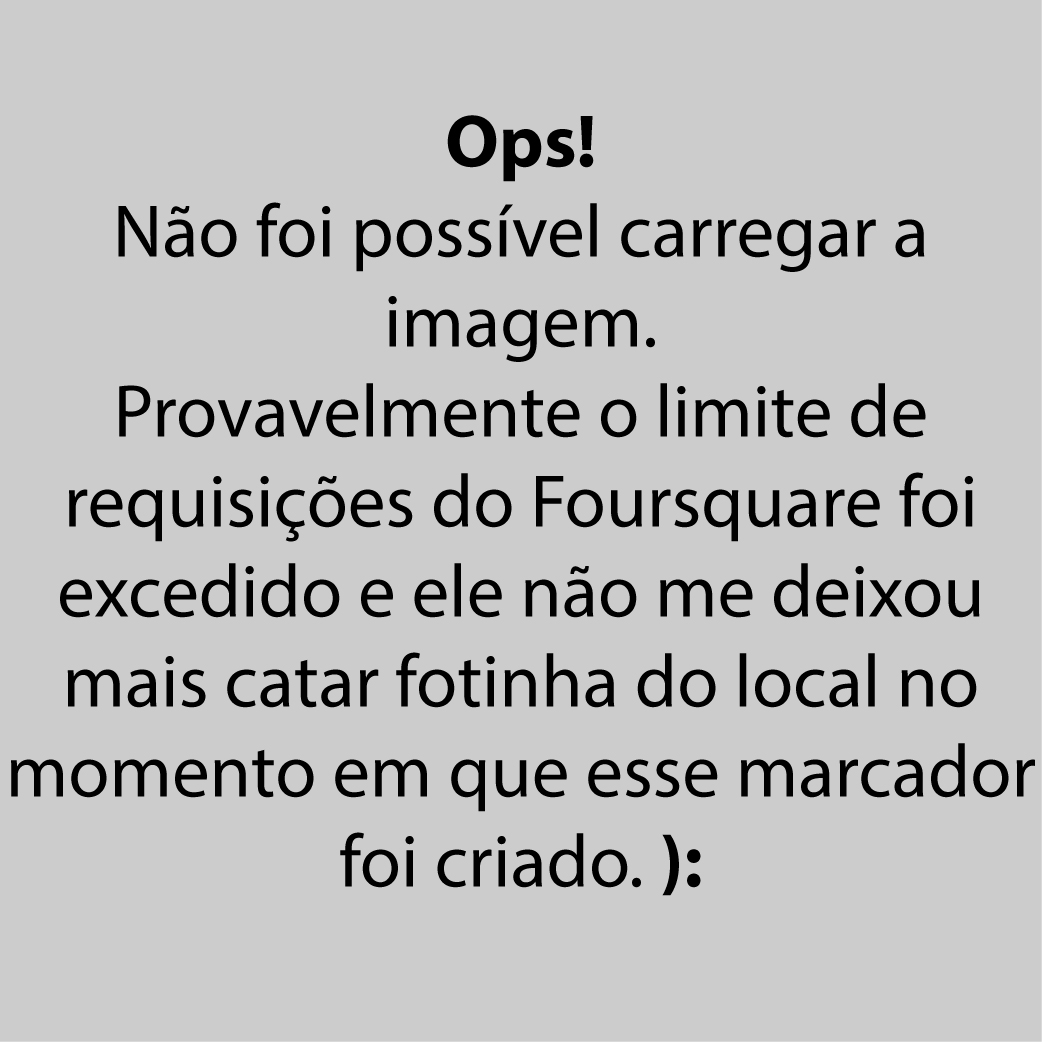 Ops!
Não foi possível carregar a
imagem.
Provavelmente o limite de
requisições do Foursquare foi
excedido e ele não me deixou
mais catar fotinha do local no
momento em que esse marcador
foi criado. ):